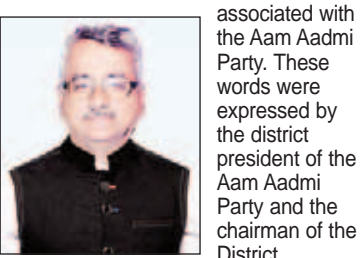 associated with
the Aam Aadmi
Party. These
words were
expressed by
the district
president of the
Aam Aadmi
Party and the
chairman of the
District